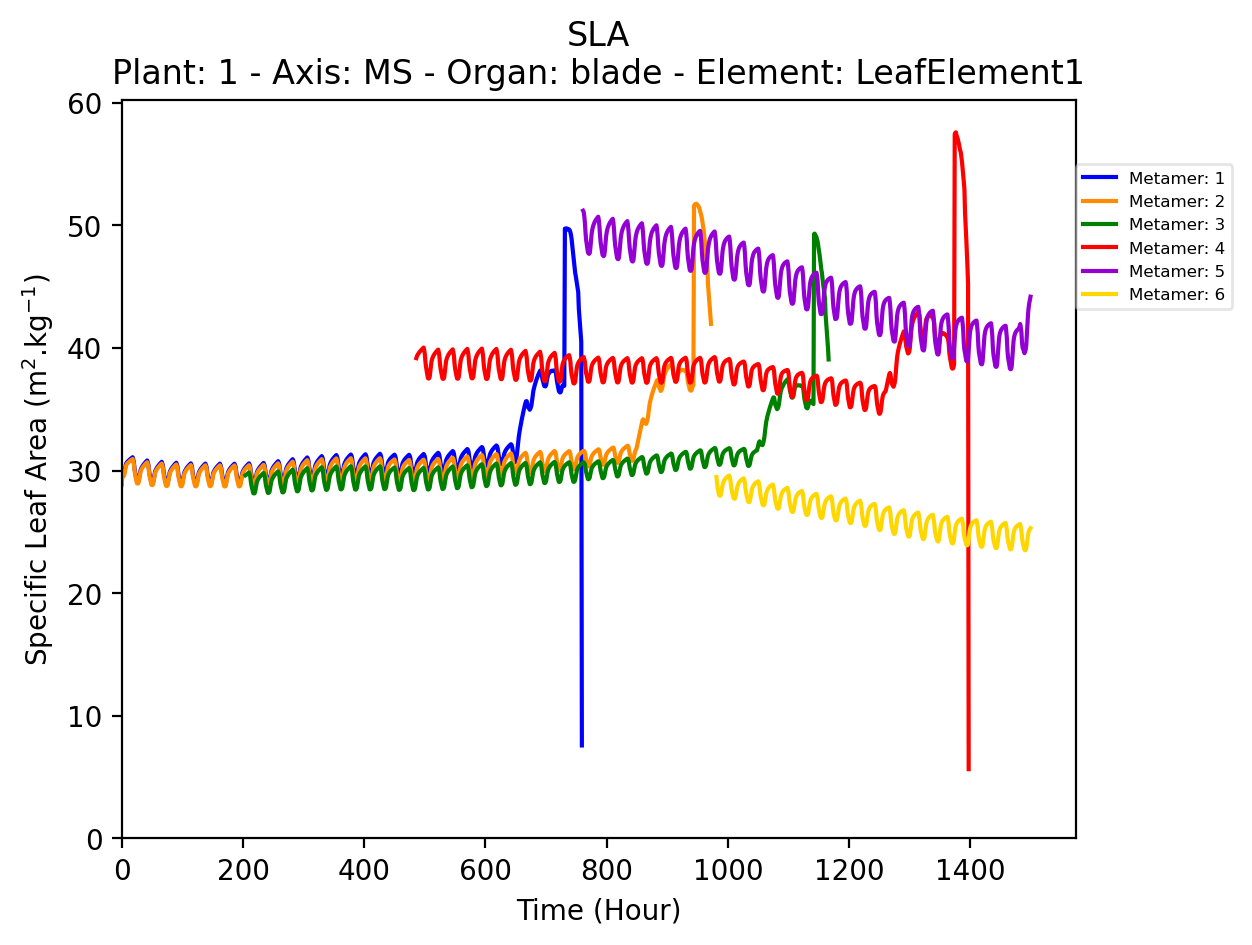 SLA
Plant: 1 - Axis: MS - Organ: blade - Element: LeafElement1
60
50
40
30
20
10
0
Specific Leaf Area (m².kg⁻¹)
Metamer: 1
Metamer: 2
Metamer: 3
Metamer: 4
Metamer: 5
Metamer: 6
0 200 400 600 800 1000 1200 1400
Time (Hour)